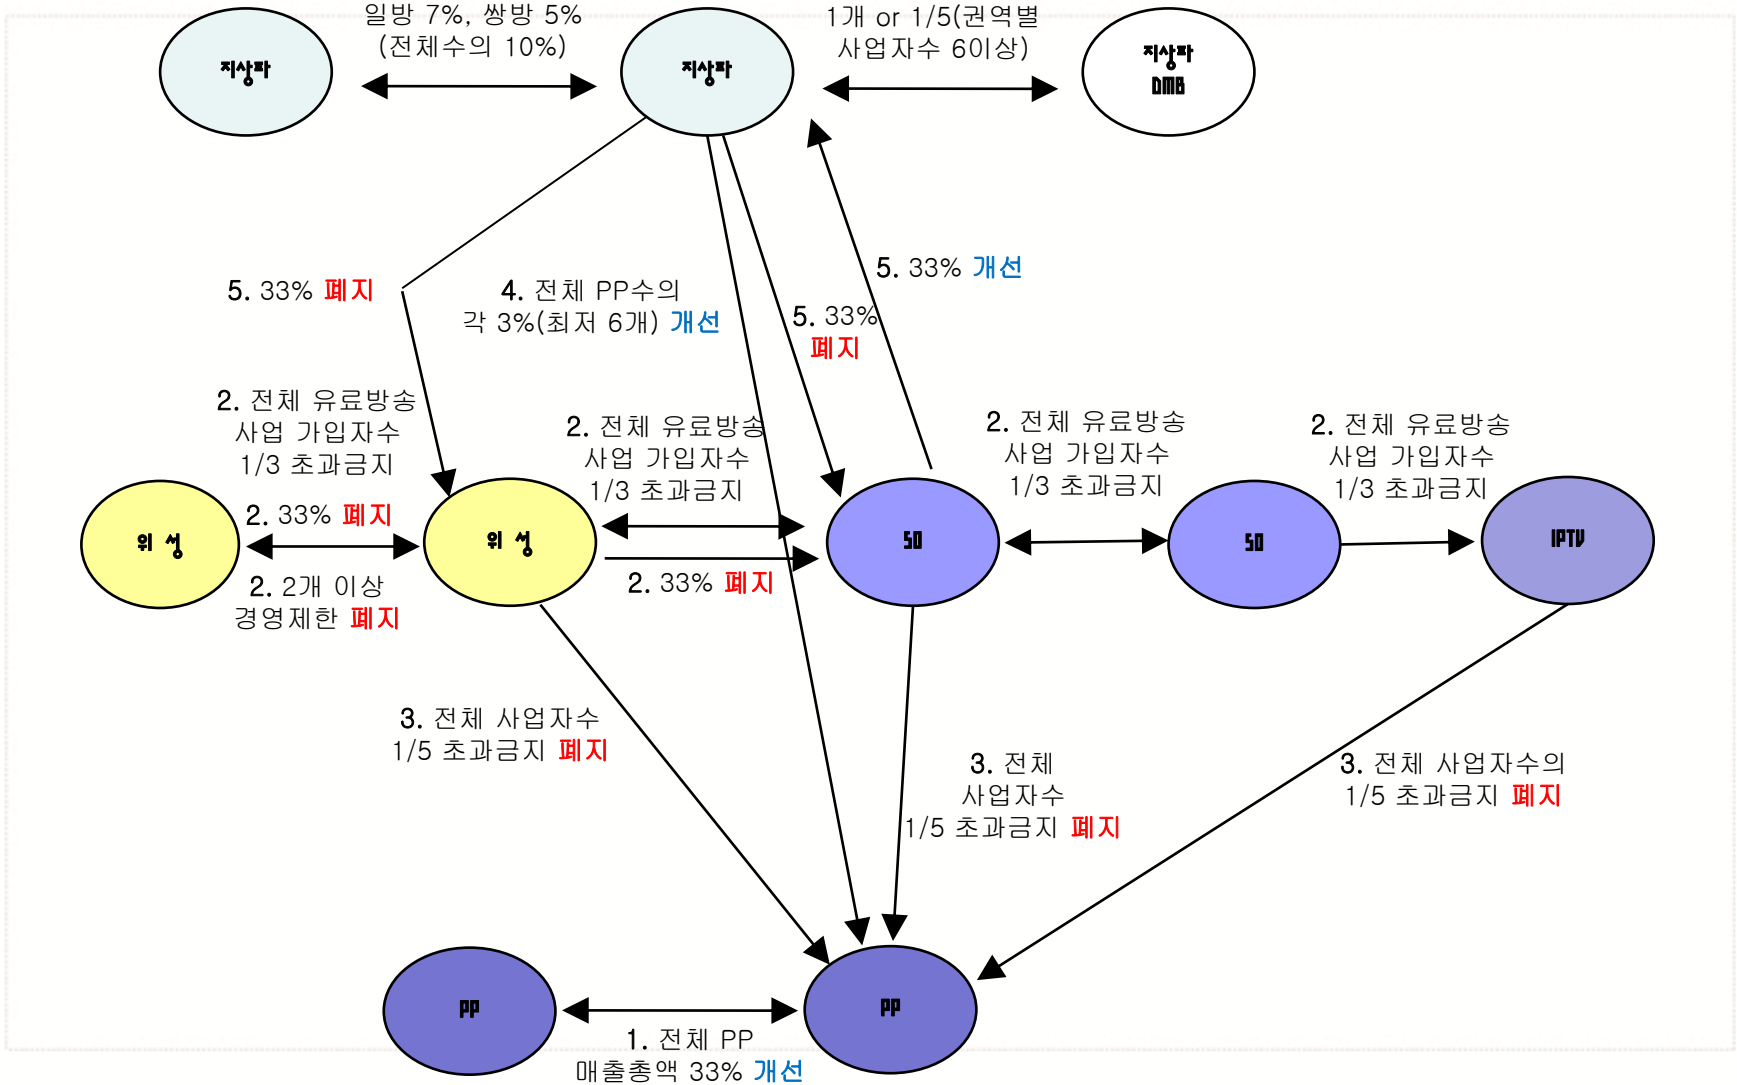 일방 7%, 쌍방 5%
(전체수의 10%)
1개 or 1/5(권역별
사업자수 6이상)
지상파
지상파
지상파
DMB
5. 33% 폐지
4. 전체 PP수의
각 3%(최저 6개) 개선
5. 33% 개선
5. 33%
폐지
2. 전체 유료방송
사업 가입자수
1/3 초과금지
2. 전체 유료방송
사업 가입자수
1/3 초과금지
2. 전체 유료방송
사업 가입자수
1/3 초과금지
2. 전체 유료방송
사업 가입자수
1/3 초과금지
2. 33% 폐지
위 성
위 성
SO
SO
IPTV
2. 2개 이상
경영제한 폐지
2. 33% 폐지
3. 전체 사업자수
1/5 초과금지 폐지
3. 전체
사업자수
1/5 초과금지 폐지
3. 전체 사업자수의
1/5 초과금지 폐지
PP
PP
1. 전체 PP
매출총액 33% 개선